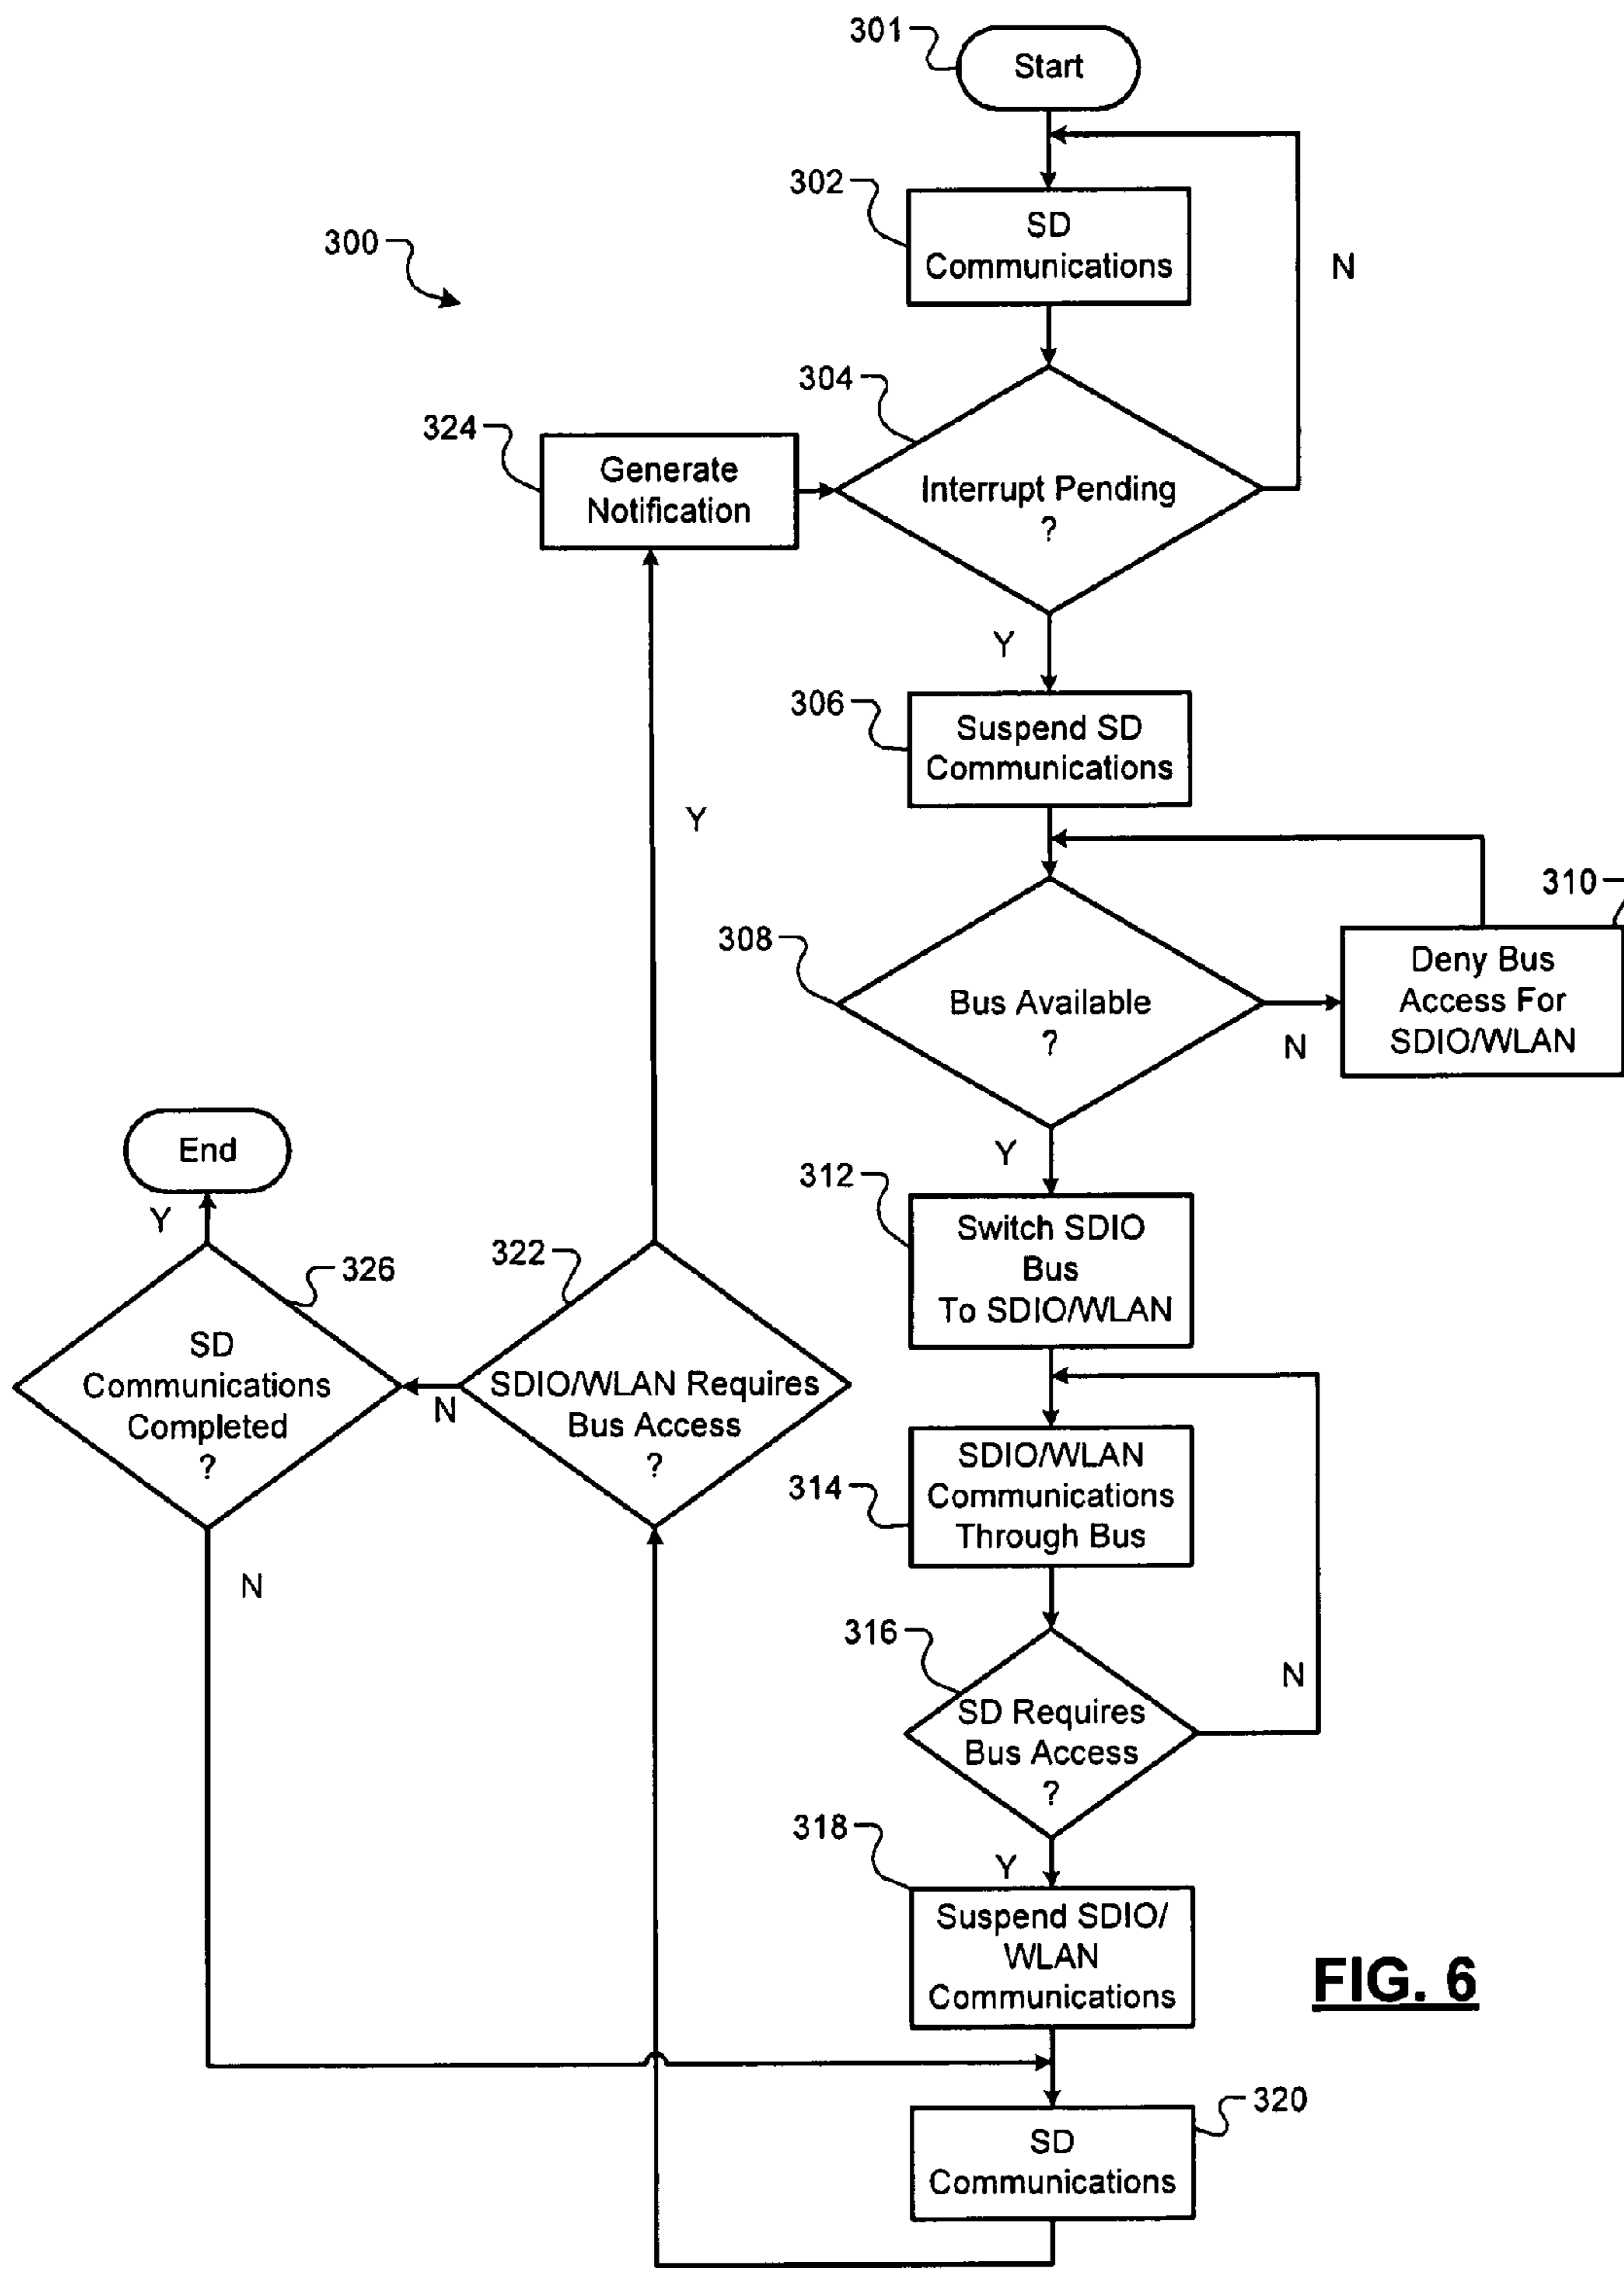 301
Start
302
SD
Communications
N
300
304
324
Generate
Notification
Interrupt Pending
?
Y
306
Suspend SD
Communications
Y
310
308
Bus Available
?
N
Deny Bus
Access For
SDIO/WLAN
End
Y
Y
312
Switch SDIO
Bus
To SDIO/WLAN
326
322
SD
Communications
Completed
?
N
SDIO/WLAN Requires
Bus Access
?
314
SDIO/WLAN
Communications
Through Bus
N
316
SD Requires
Bus Access
?
N
318
Y
Suspend SDIO/
WLAN
Communications
FIG. 6
320
SD
Communications